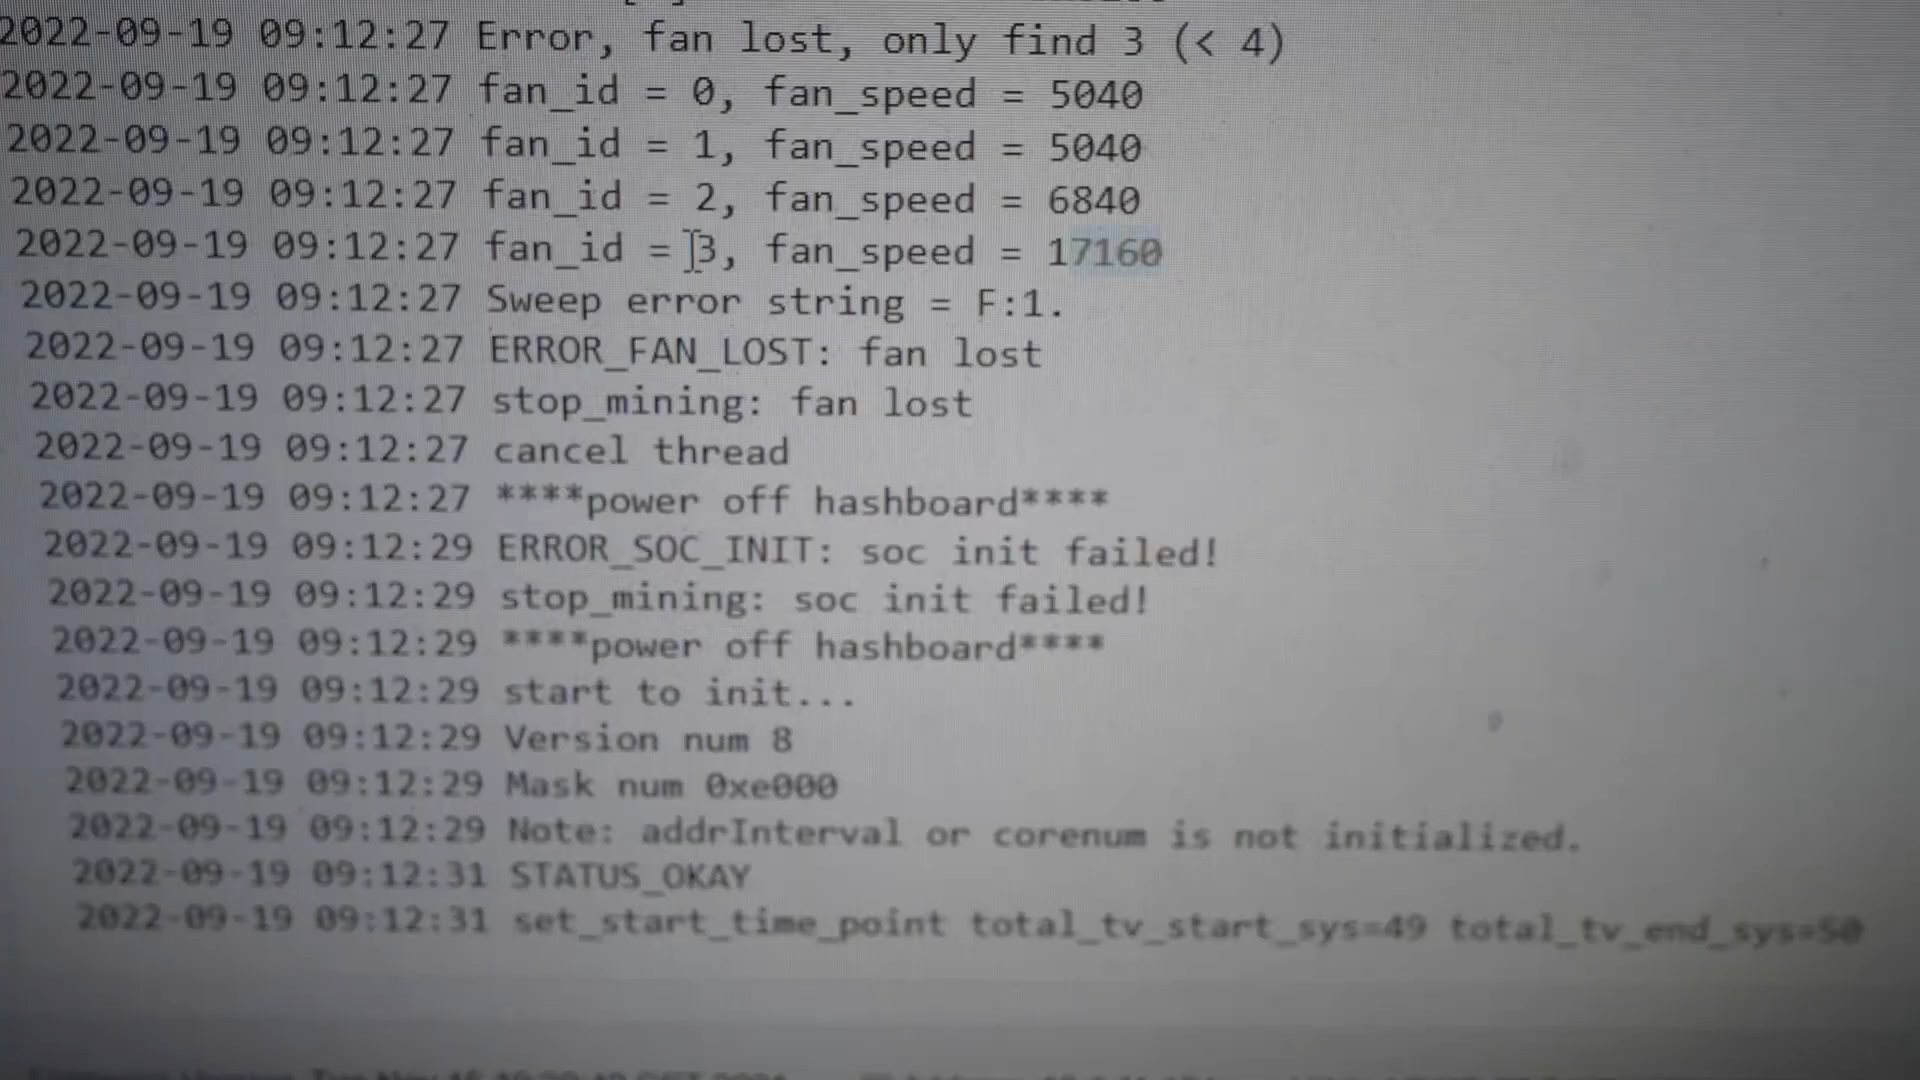 2022-09-19 09:12:27 Error, fan lost, only find 3 (< 4)
2022-09-19 09:12:27 fan_id = 0, fan_speed = 5040
2022-09-19 09:12:27 fan_id = 1, fan_speed = 5040
2022-09-19 09:12:27 fan_id = 2, fan_speed = 6840
2022-09-19 09:12:27 fan_id = 3, fan_speed = 17160
2022-09-19 09:12:27 Sweep error string = F:1.
2022-09-19 09:12:27 ERROR_FAN_LOST: fan lost
2022-09-19 09:12:27 stop_mining: fan lost
2022-09-19 09:12:27 cancel thread
2022-09-19 09:12:27 ****power off hashboard****
2022-09-19 09:12:29 ERROR_SOC_INIT: soc init failed!
2022-09-19 09:12:29 stop_mining: soc init failed!
2022-09-19 09:12:29 ****power off hashboard****
2022-09-19 09:12:29 start to init...
2022-09-19 09:12:29 Version num 8
2022-09-19 09:12:29 Mask num 0xe000
2022-09-19 09:12:29 Note: addrInterval or corenum is not initialized.
2022-09-19 09:12:31 STATUS_OKAY
2022-09-19 09:12:31 set_start_time_point total_tv_start_sys=49 total_tv_end_sys=50